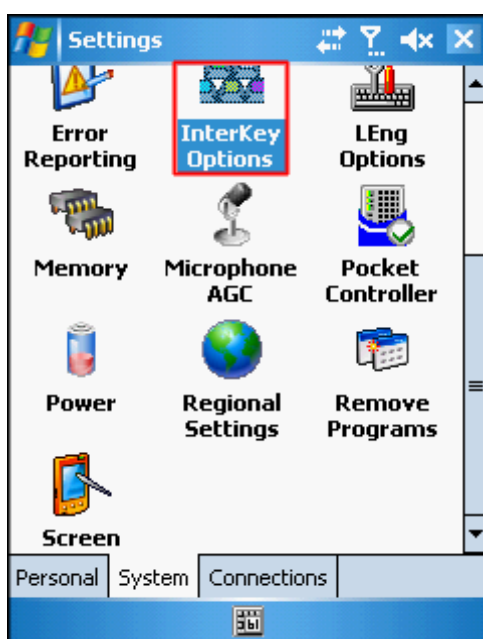 Settings
Error
Reporting
InterKey
Options
LEng
Options
Memory
Microphone
AGC
Pocket
Controller
Power
Regional
Settings
Remove
Programs
Screen
Personal System Connections